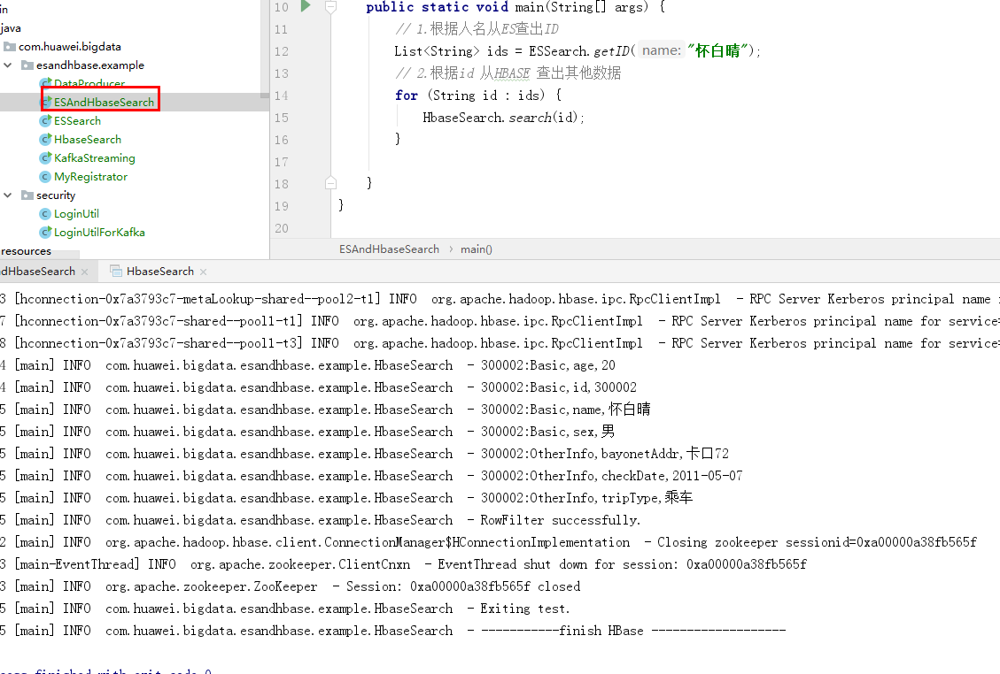 in
java
com.huawei.bigdata
esandhbase.example
DataProducer
ESAndHbaseSearch
ESSearch
HbaseSearch
KafkaStreaming
MyRegistrator
security
LoginUtil
LoginUtilForKafka
resources
10 public static void main(String[] args) {
11 // 1.根据人名从ES查出ID
12 List<String> ids = ESSearch.getID( name: "怀白晴");
13 // 2.根据id 从HBASE 查出其他数据
14 for (String id : ids) {
15 HbaseSearch.search(id);
16 }
17
18 }
19 }
20
ESAndHbaseSearch › main()
dHbaseSearch × HbaseSearch ×
3 [hconnection-0x7a3793c7-metaLookup-shared--pool2-t1] INFO org.apache.hadoop.hbase.ipc.RpcClientImpl - RPC Server Kerberos principal name
7 [hconnection-0x7a3793c7-shared--pool1-t1] INFO org.apache.hadoop.hbase.ipc.RpcClientImpl - RPC Server Kerberos principal name for service=
8 [hconnection-0x7a3793c7-shared--pool1-t3] INFO org.apache.hadoop.hbase.ipc.RpcClientImpl - RPC Server Kerberos principal name for service=
4 [main] INFO com.huawei.bigdata.esandhbase.example.HbaseSearch - 300002:Basic,age,20
4 [main] INFO com.huawei.bigdata.esandhbase.example.HbaseSearch - 300002:Basic,id,300002
5 [main] INFO com.huawei.bigdata.esandhbase.example.HbaseSearch - 300002:Basic,name,怀白晴
5 [main] INFO com.huawei.bigdata.esandhbase.example.HbaseSearch - 300002:Basic,sex,男
5 [main] INFO com.huawei.bigdata.esandhbase.example.HbaseSearch - 300002:OtherInfo,bayonetAddr,卡口72
5 [main] INFO com.huawei.bigdata.esandhbase.example.HbaseSearch - 300002:OtherInfo,checkDate,2011-05-07
5 [main] INFO com.huawei.bigdata.esandhbase.example.HbaseSearch - 300002:OtherInfo,tripType,乘车
5 [main] INFO com.huawei.bigdata.esandhbase.example.HbaseSearch - RowFilter successfully.
2 [main] INFO org.apache.hadoop.hbase.client.ConnectionManager$HConnectionImplementation - Closing zookeeper sessionid=0xa00000a38fb565f
3 [main-EventThread] INFO org.apache.zookeeper.ClientCnxn - EventThread shut down for session: 0xa00000a38fb565f
3 [main] INFO org.apache.zookeeper.ZooKeeper - Session: 0xa00000a38fb565f closed
5 [main] INFO com.huawei.bigdata.esandhbase.example.HbaseSearch - Exiting test.
5 [main] INFO com.huawei.bigdata.esandhbase.example.HbaseSearch - -----------finish HBase -------------------
cess finished with exit code 0